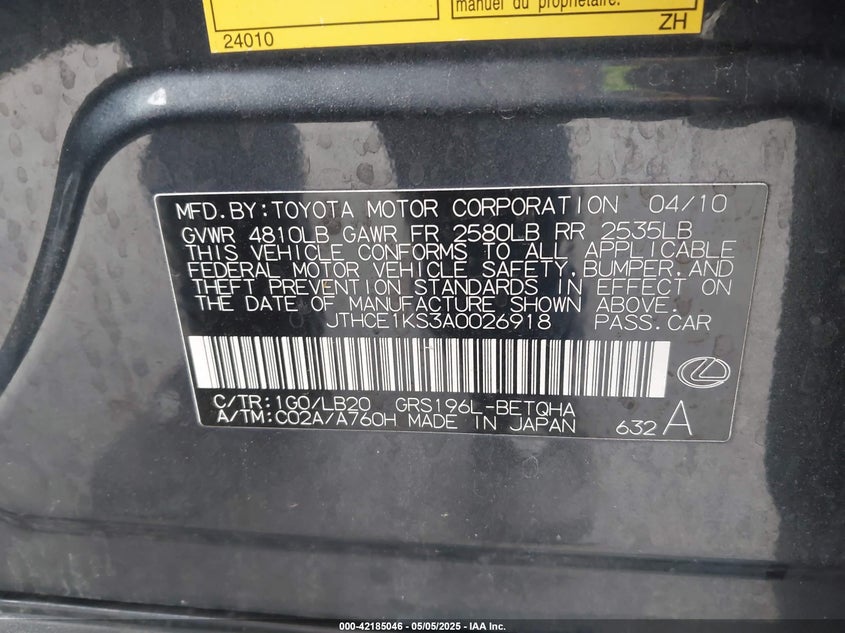 manuel du propriétaire.
24010
ZH
MFD.BY:TOYOTA MOTOR CORPORATION 04/10
GVWR 4810LB GAWR FR 2580LB RR 2535LB
THIS VEHICLE CONFORMS TO ALL APPLICABLE
FEDERAL MOTOR VEHICLE SAFETY,BUMPER,AND
THEFT PREVENTION STANDARDS IN EFFECT ON
THE DATE OF MANUFACTURE SHOWN ABOVE.
JTHCE1KS3A0026918 PASS.CAR
C/TR:1G0/LB20 GRS196L-BETQHA
A/TM:C02A/A760H MADE IN JAPAN
632 A
000-42185046 - 05/05/2025 - IAA Inc.